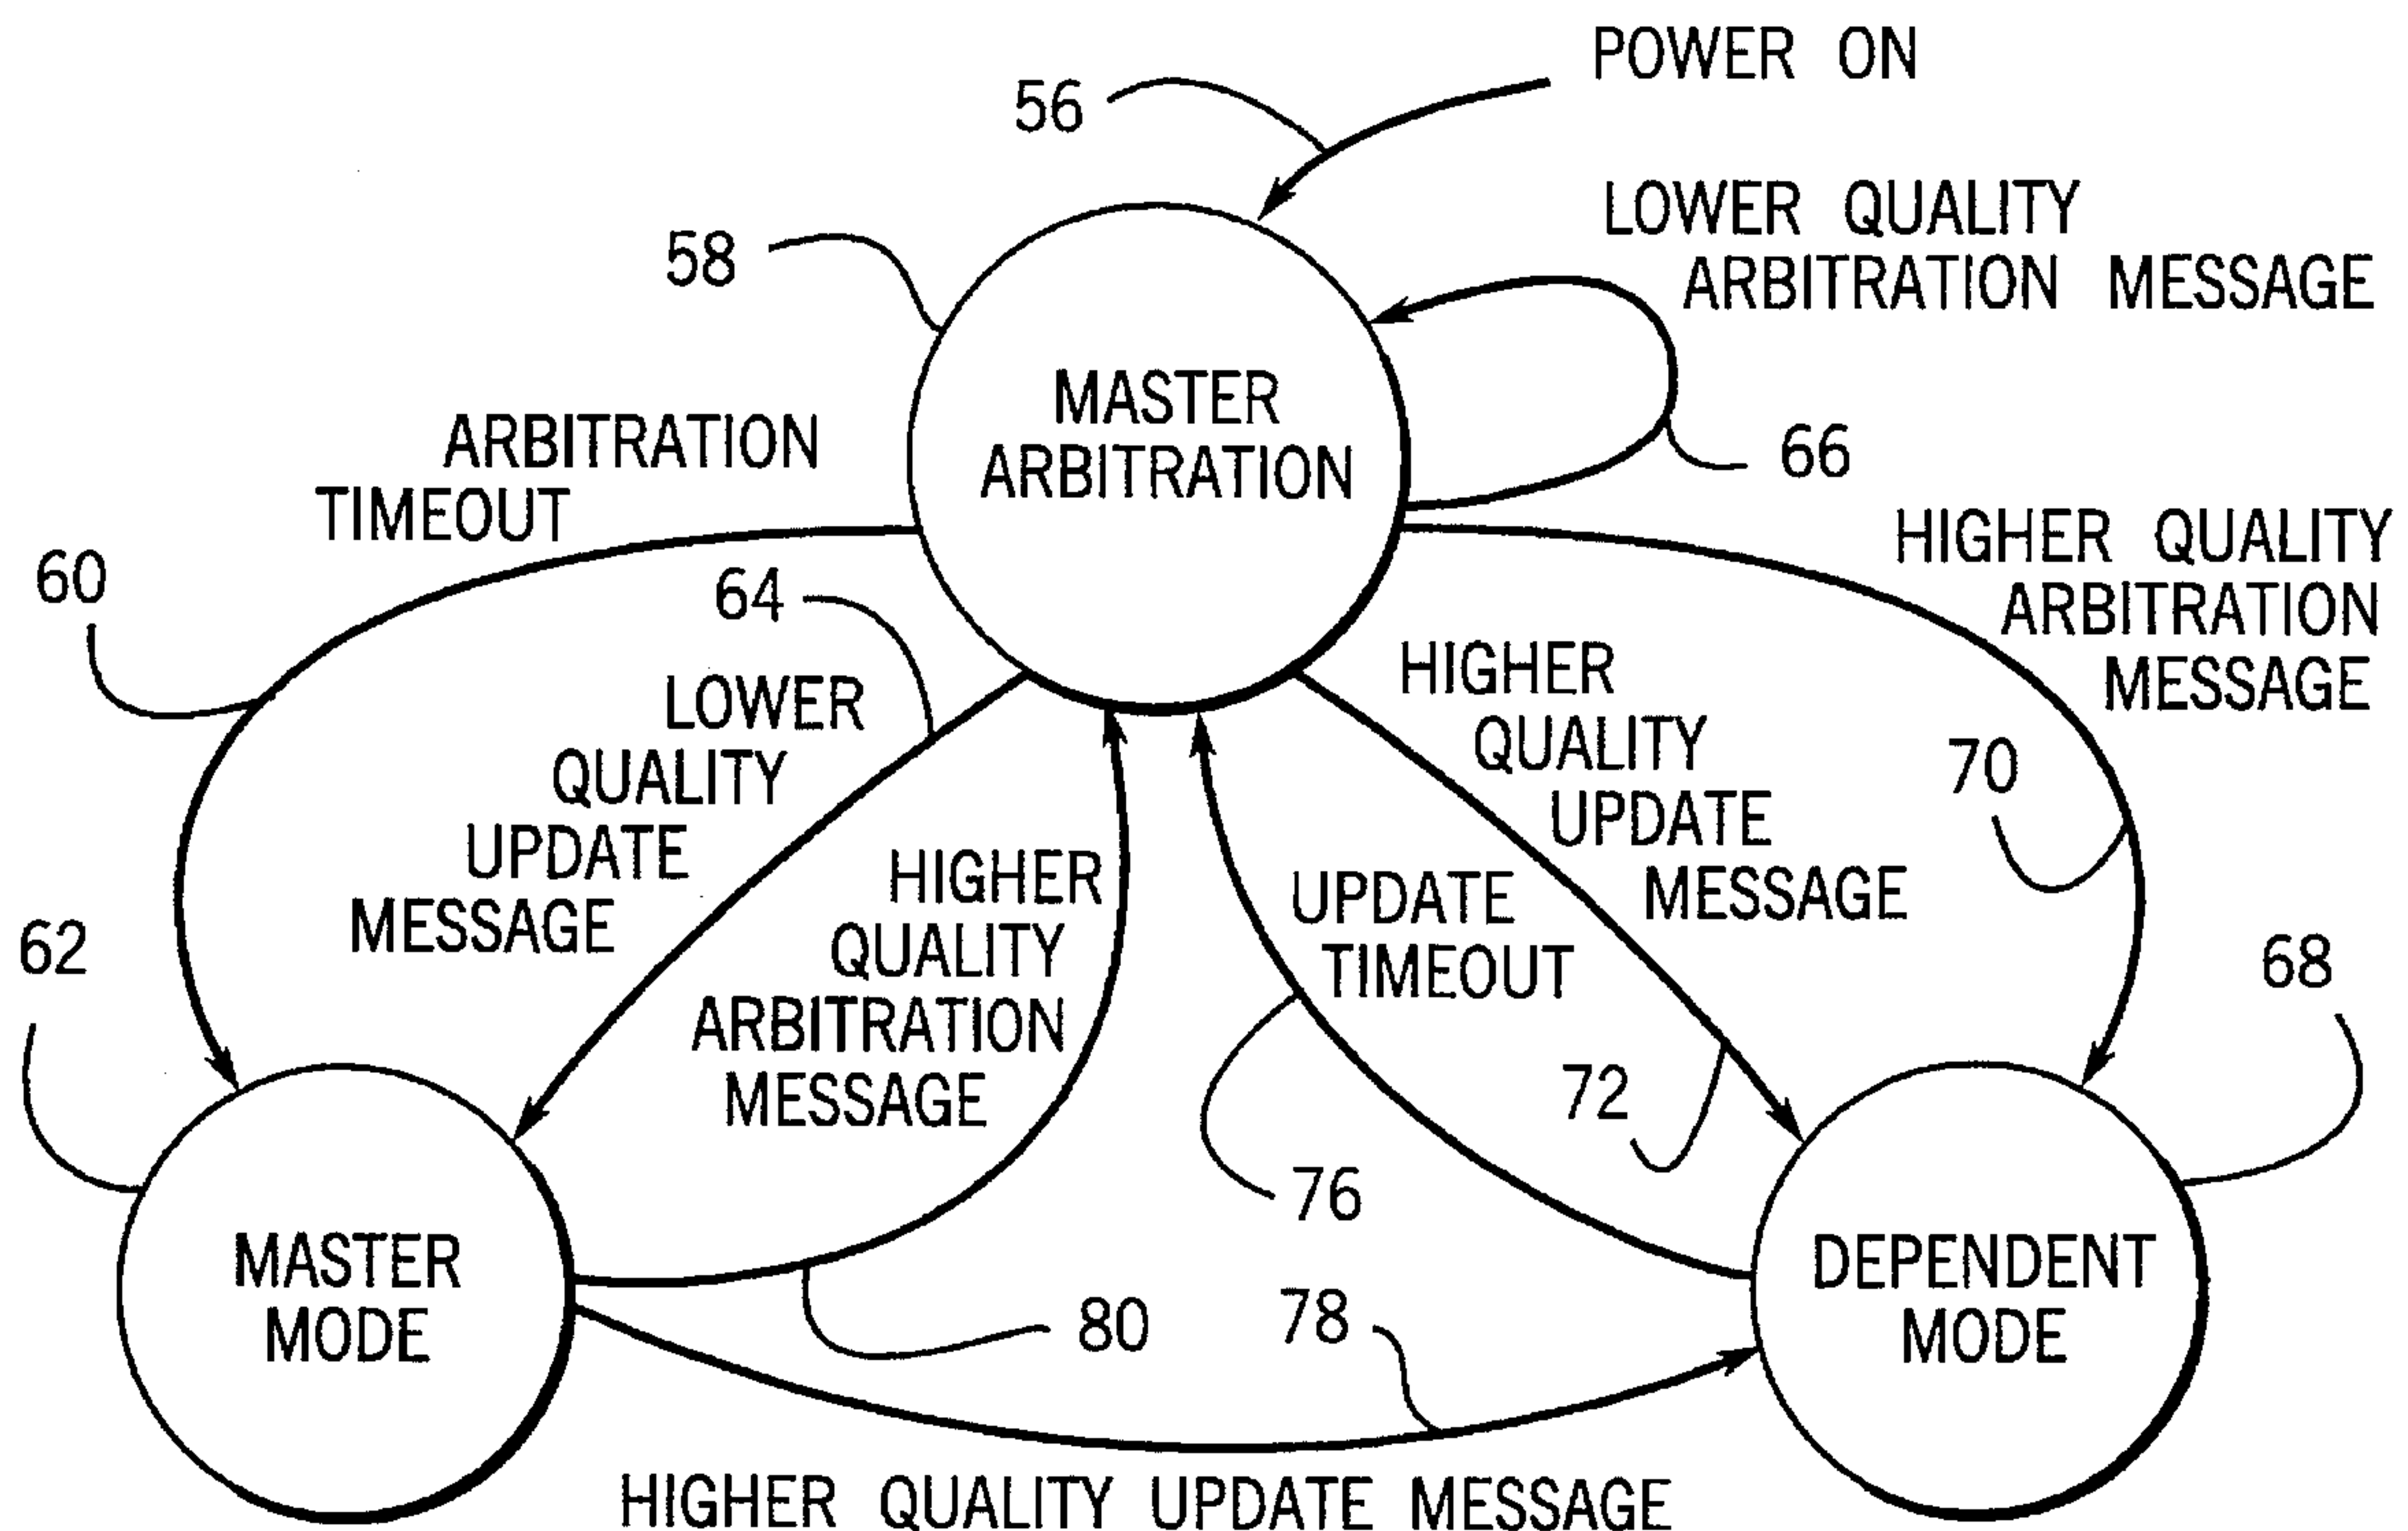 POWER ON
56
LOWER QUALITY
ARBITRATION MESSAGE
58
MASTER
ARBITRATION
66
ARBITRATION
TIMEOUT
HIGHER QUALITY
ARBITRATION
MESSAGE
60
64
LOWER
QUALITY
UPDATE
MESSAGE
HIGHER
QUALITY
UPDATE
MESSAGE
70
HIGHER
QUALITY
ARBITRATION
MESSAGE
UPDATE
TIMEOUT
62
68
72
76
MASTER
MODE
80
78
DEPENDENT
MODE
HIGHER QUALITY UPDATE MESSAGE